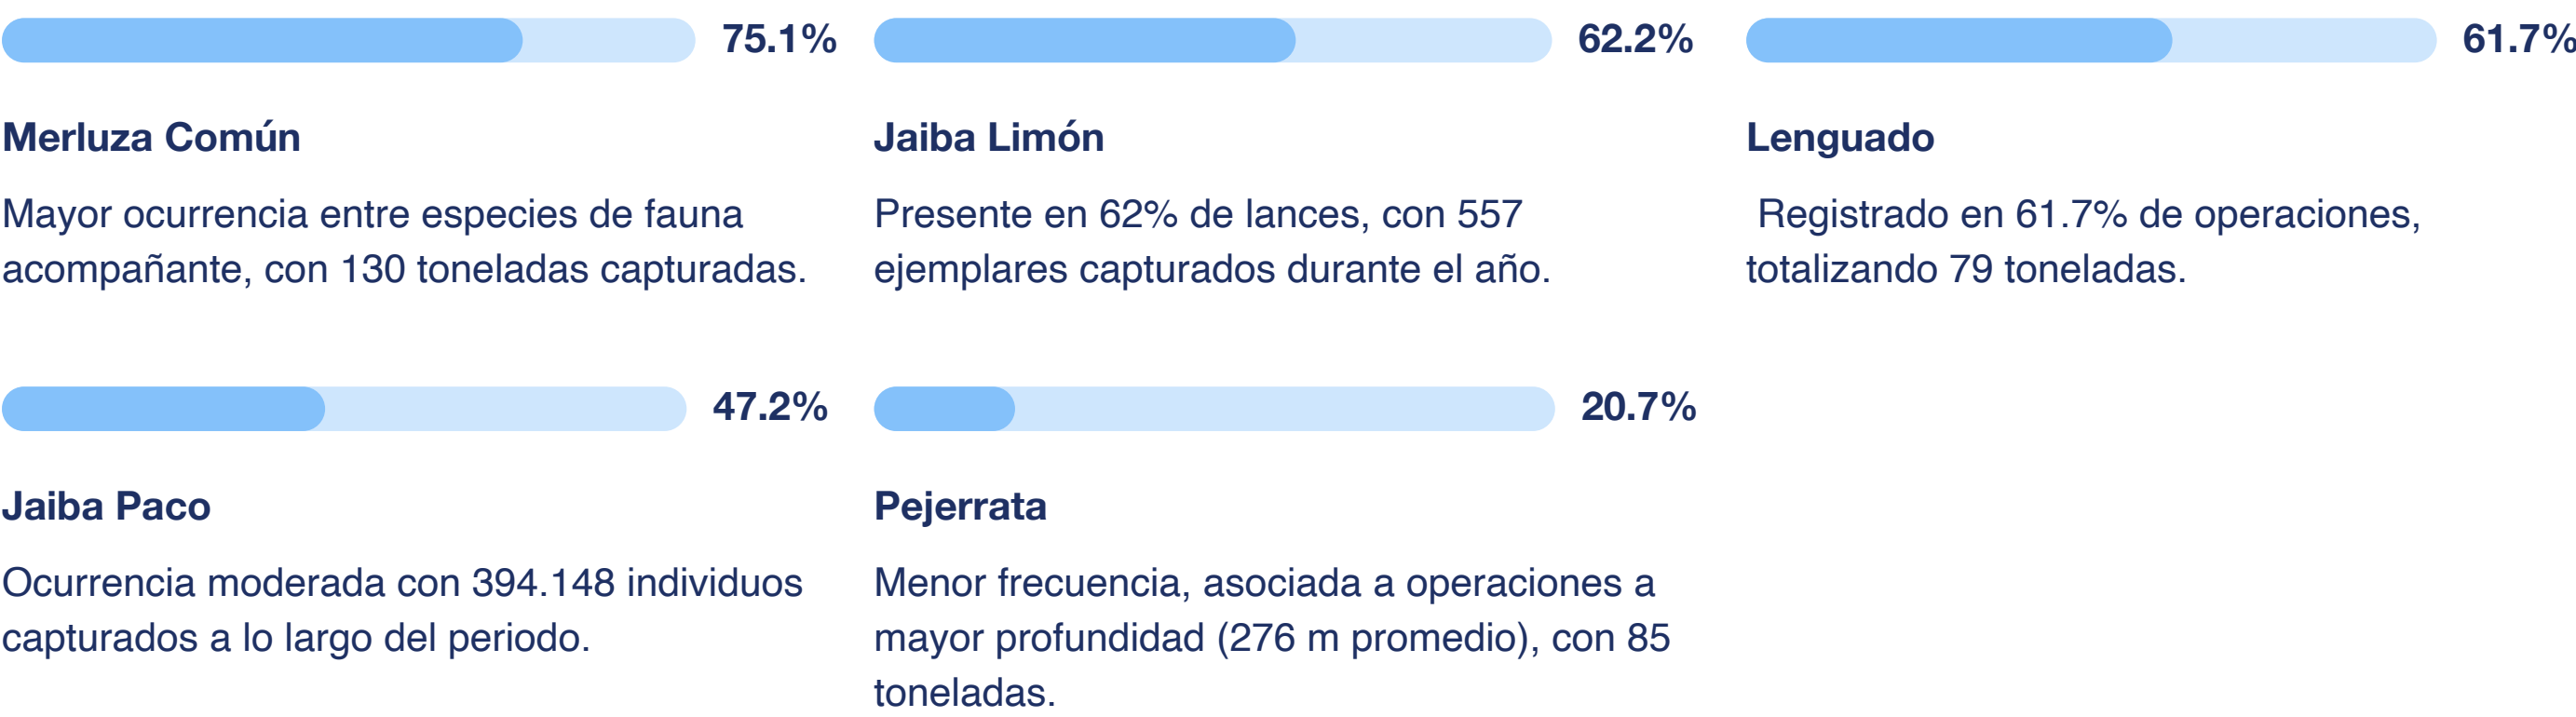 75.1%
Merluza Común
Mayor ocurrencia entre especies de fauna
acompañante, con 130 toneladas capturadas.
62.2%
Jaiba Limón
Presente en 62% de lances, con 557
ejemplares capturados durante el año.
61.7%
Lenguado
Registrado en 61.7% de operaciones,
totalizando 79 toneladas.
47.2%
Jaiba Paco
Ocurrencia moderada con 394.148 individuos
capturados a lo largo del periodo.
20.7%
Pejerrata
Menor frecuencia, asociada a operaciones a
mayor profundidad (276 m promedio), con 85
toneladas.